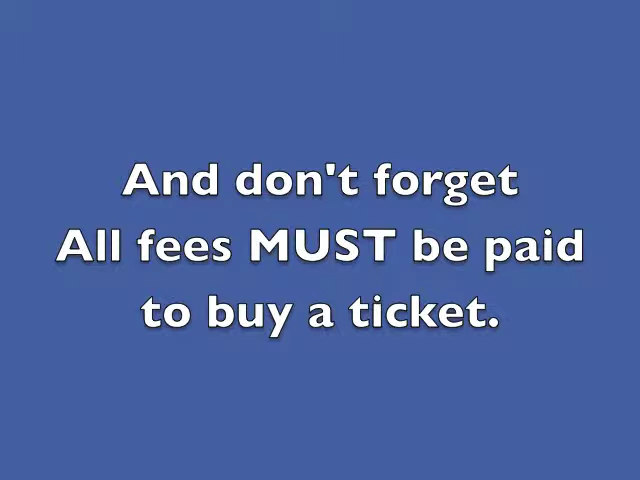 And don't forget
All fees MUST be paid
to buy a ticket.